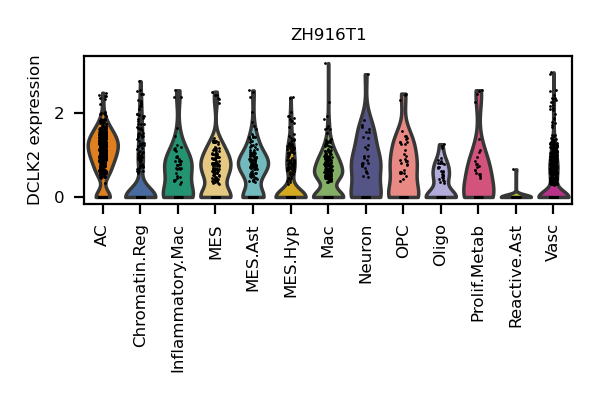 ZH916T1
DCLK2 expression
2
0
AC
Chromatin.Reg
Inflammatory.Mac
MES
MES.Ast
MES.Hyp
Mac
Neuron
OPC
Oligo
Prolif.Metab
Reactive.Ast
Vasc